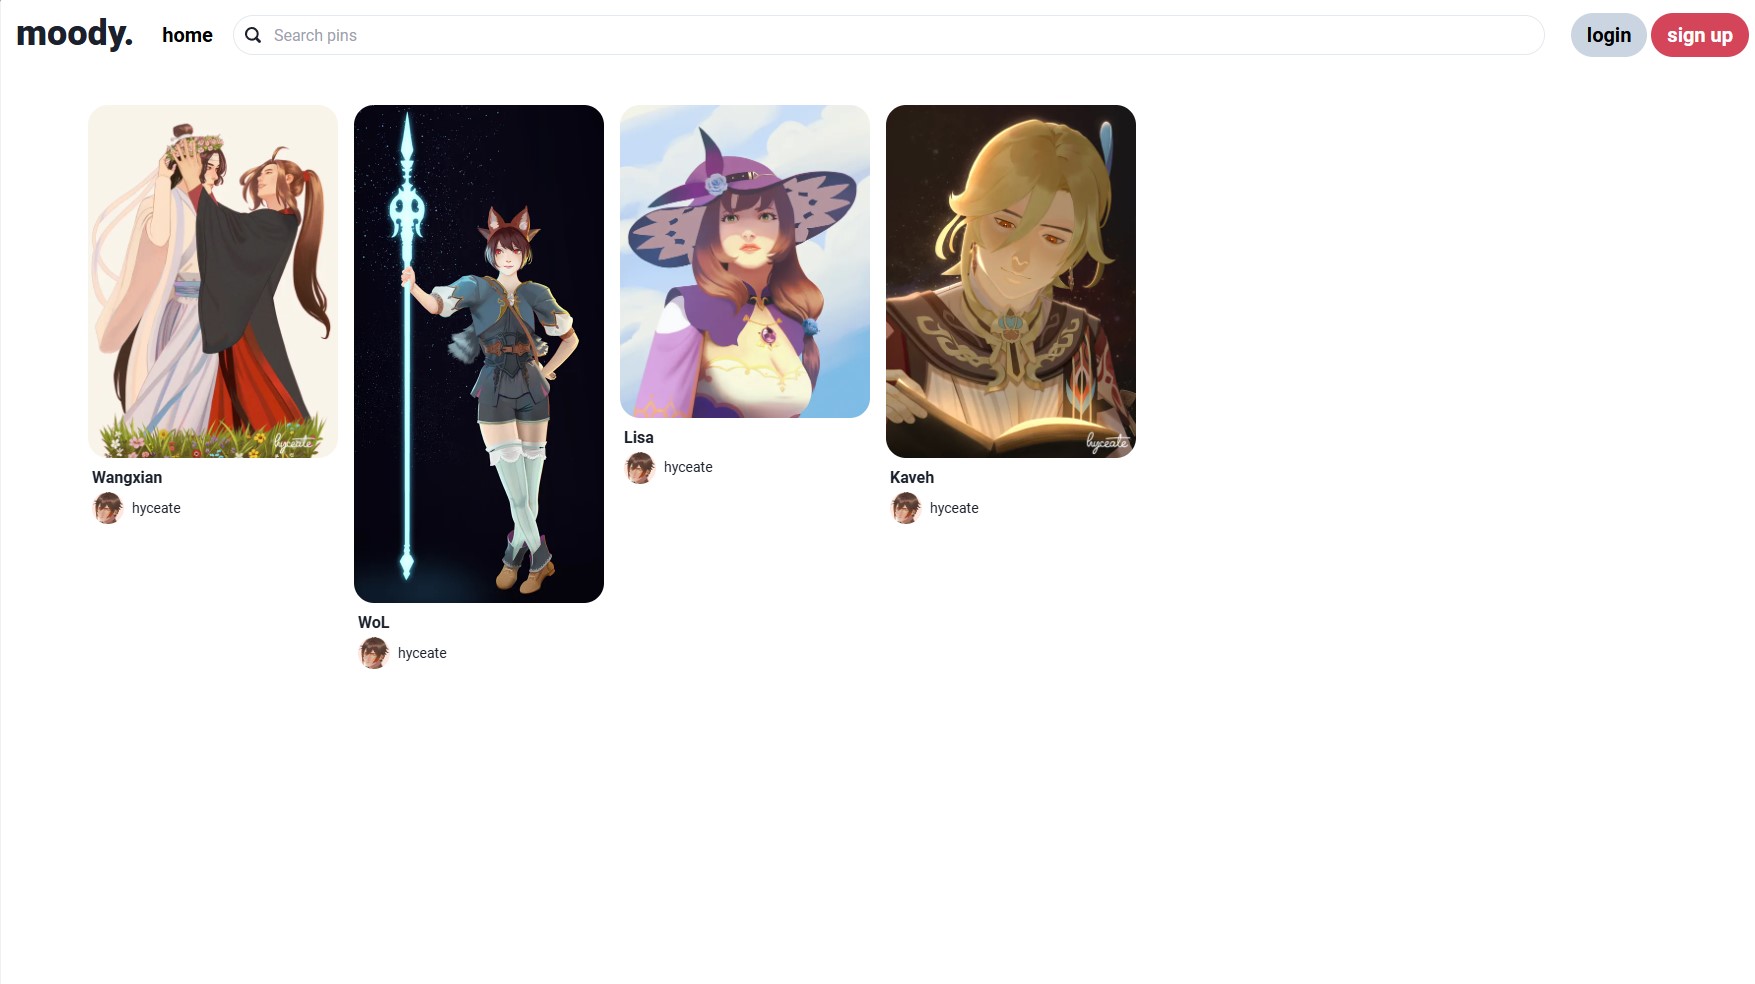 moody.
home
Search pins
login
sign up
hyceate
Wangxian
hyceate
WoL
hyceate
Lisa
hyceate
hyceate
Kaveh
hyceate